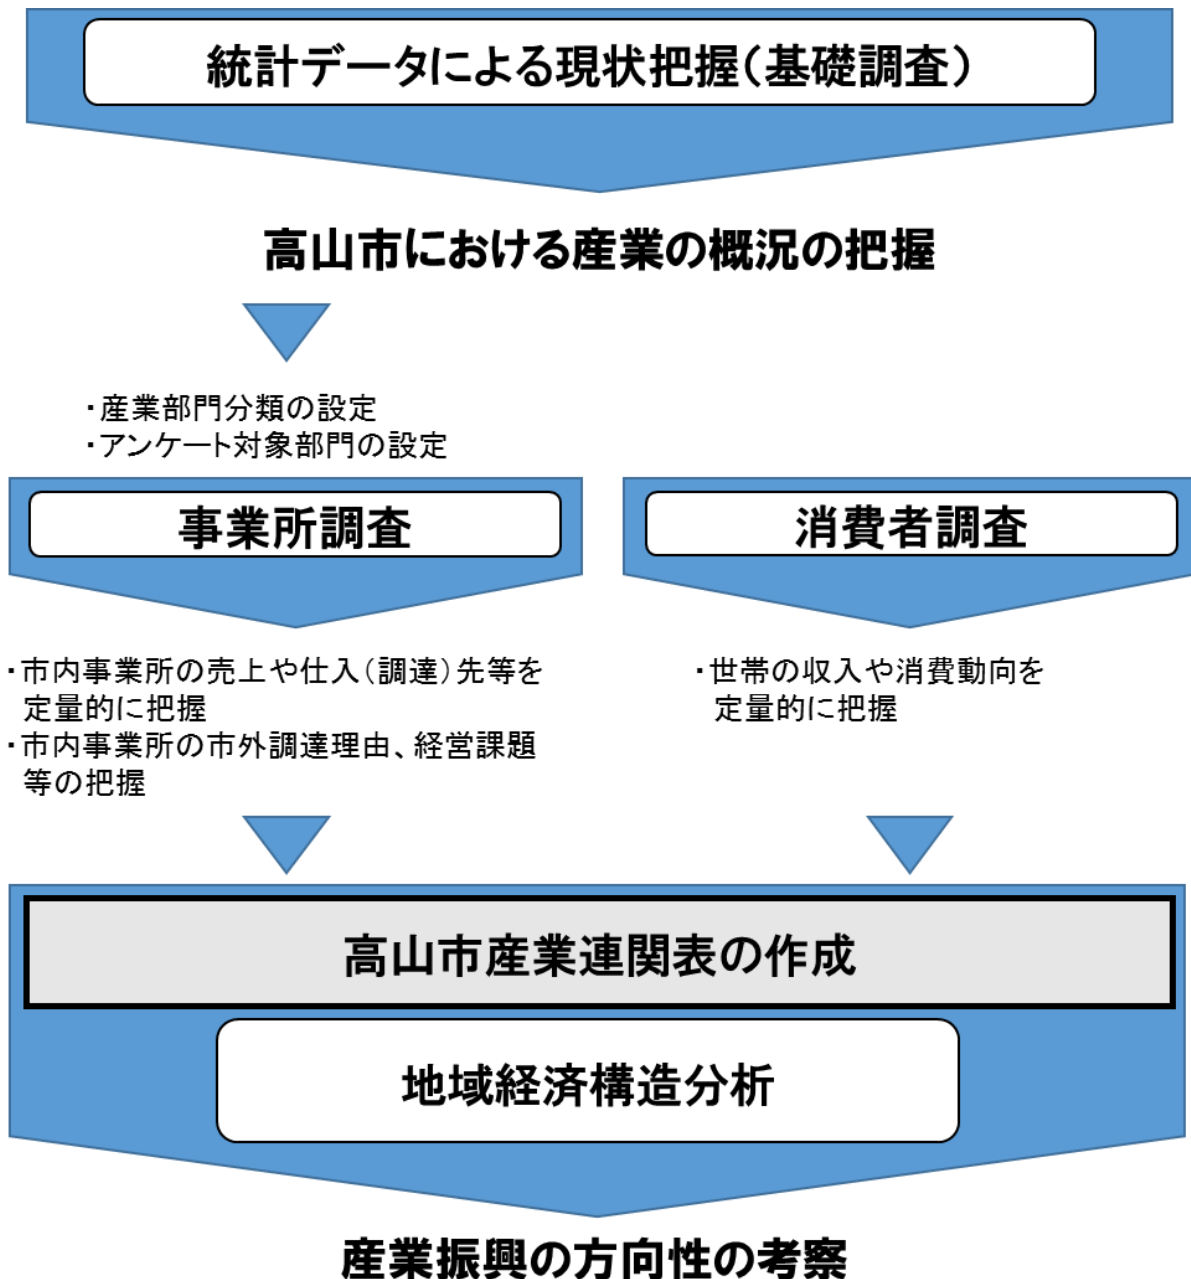 統計データによる現状把握（基礎調査）
高山市における産業の概況の把握
・産業部門分類の設定
・アンケート対象部門の設定
事業所調査
消費者調査
・市内事業所の売上や仕入（調達）先等を
定量的に把握
・市内事業所の市外調達理由、経営課題
等の把握
・世帯の収入や消費動向を
定量的に把握
高山市産業連関表の作成
地域経済構造分析
産業振興の方向性の考察